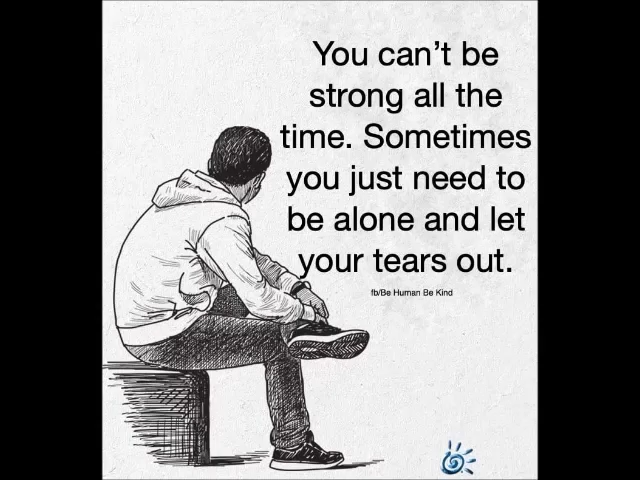 You can’t be
strong all the
time. Sometimes
you just need to
be alone and let
your tears out.
fb/Be Human Be Kind